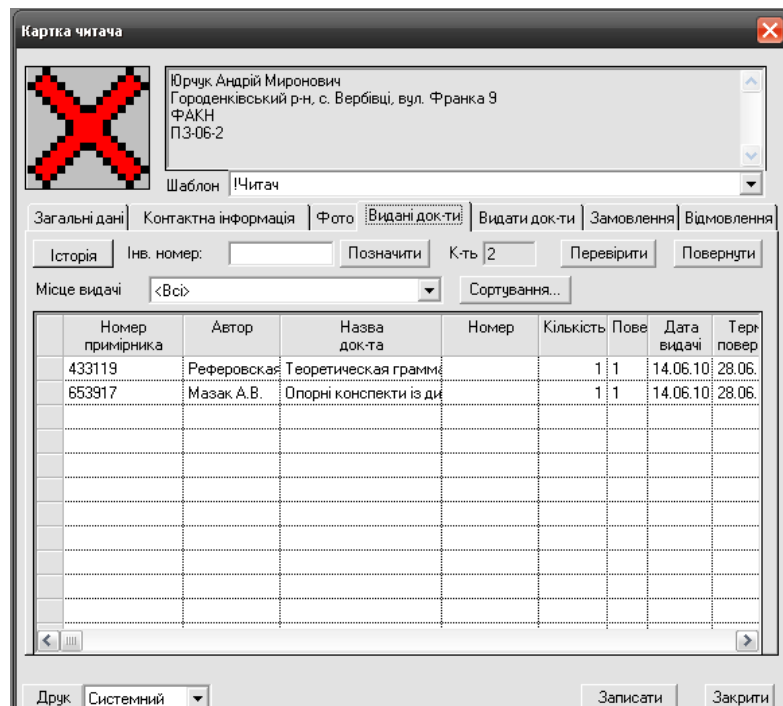 Картка читача
Юрчук Андрій Миронович
Городенківський р-н, с. Вербівці, вул. Франка 9
ФАКН
ПЗ-06-2
Шаблон !Читач
Загальні дані Контактна інформація Фото Видані док-ти Видати док-ти Замовлення Відмовлення
Історія Інв. номер: Позначити К-ть 2 Перевірити Повернути
Місце видачі <Всі> Сортування...
Номер Автор Назва Номер Кількість Пове Дата Терм
примірника док-та видачі повер
433119 Реферовская Теоретическая грамма 1 1 14.06.10 28.06.
653917 Мазак А.В. Опорні конспекти із ди 1 1 14.06.10 28.06.
Друк Системний Записати Закрити